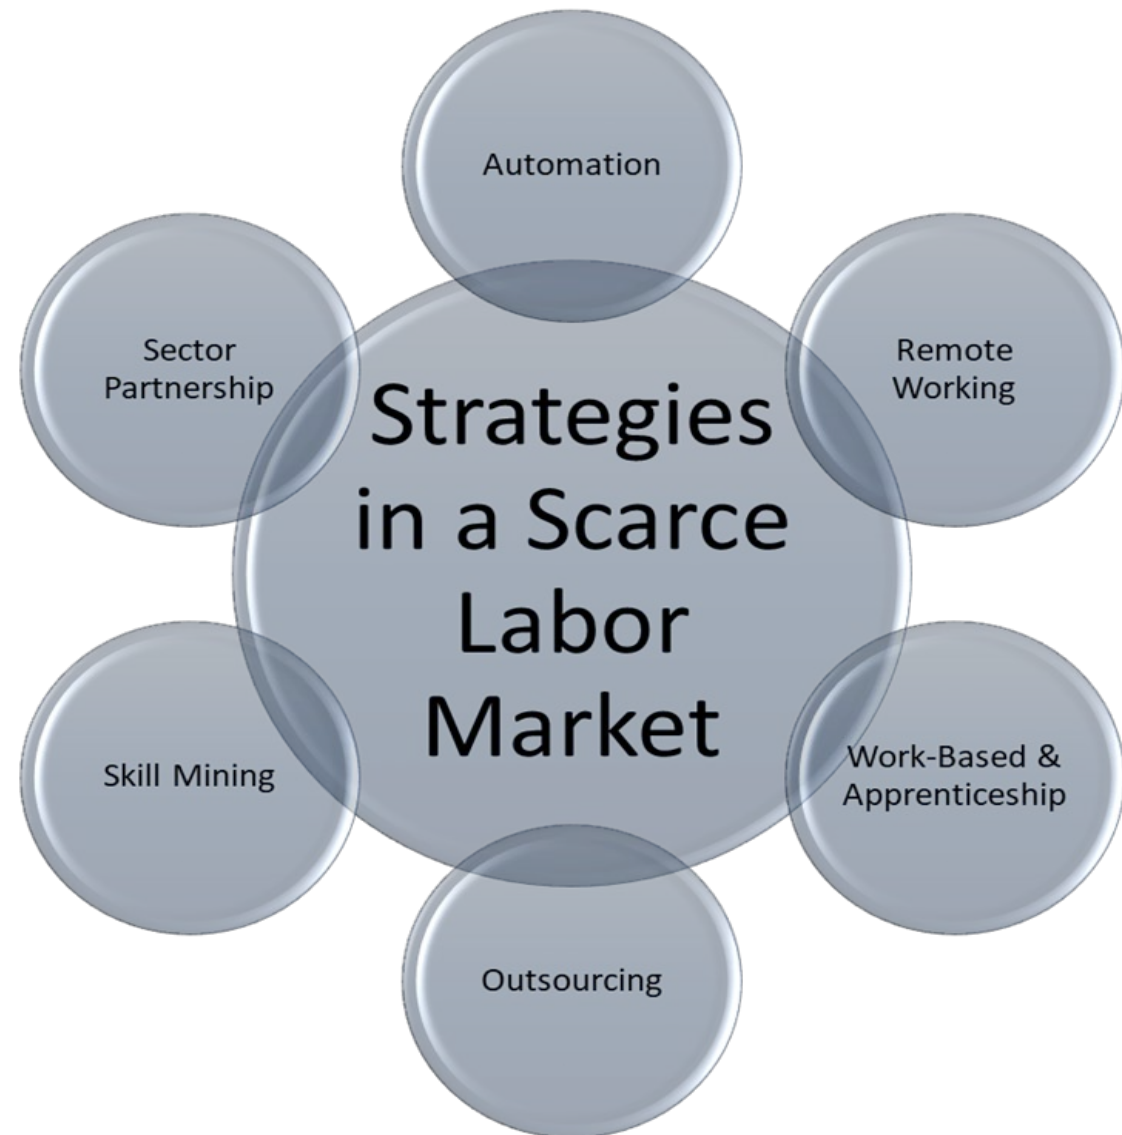 Automation
Sector
Partnership
Remote
Working
Strategies
in a Scarce
Labor
Market
Skill Mining
Work-Based &
Apprenticeship
Outsourcing